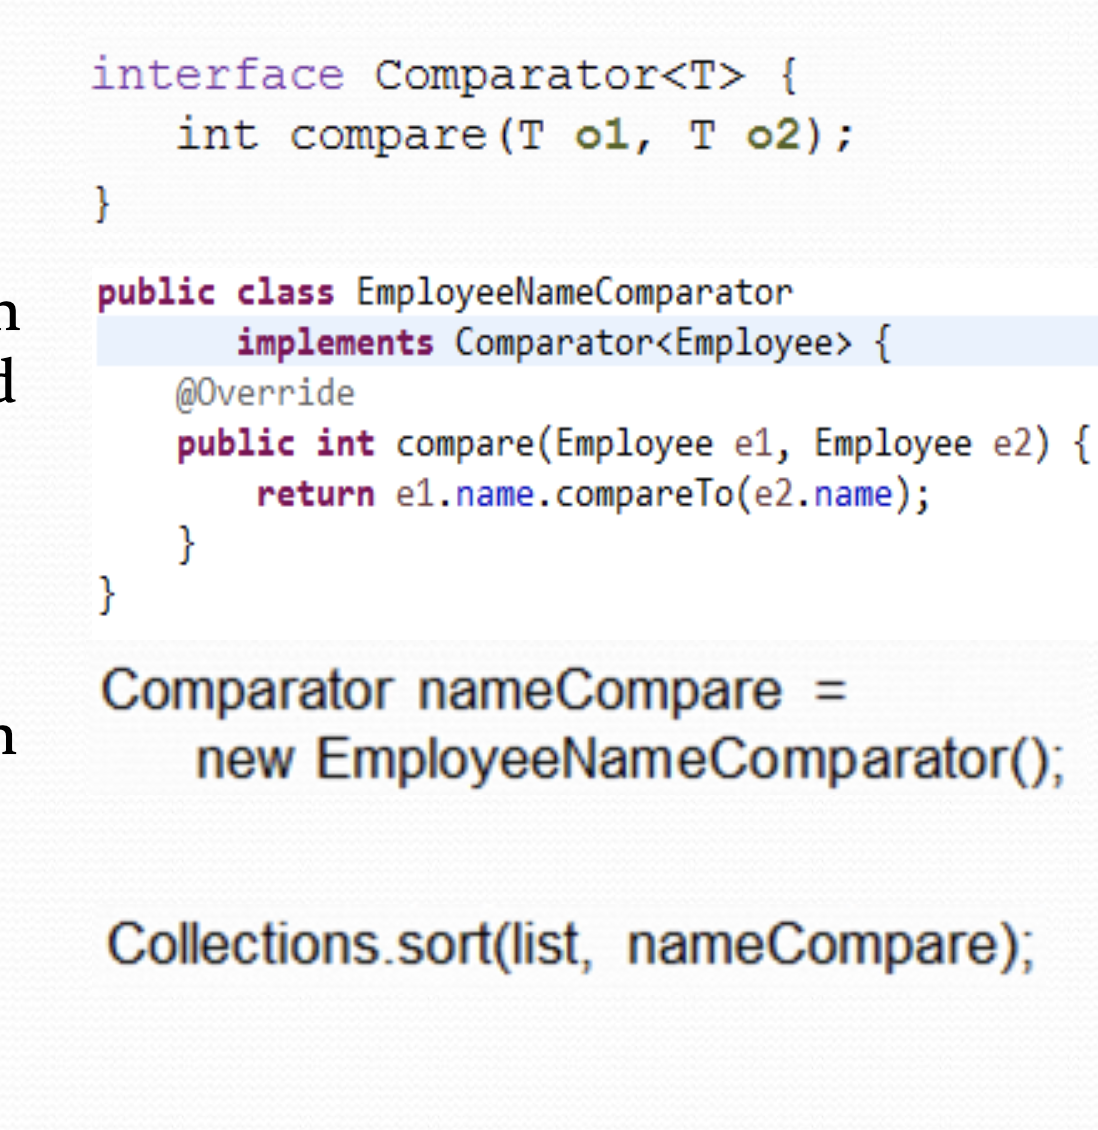 interface Comparator<T> {
int compare(T o1, T o2);
}
public class EmployeeNameComparator
implements Comparator<Employee> {
@Override
public int compare(Employee e1, Employee e2) {
return e1.name.compareTo(e2.name);
}
}
Comparator nameCompare =
new EmployeeNameComparator();
Collections.sort(list, nameCompare);